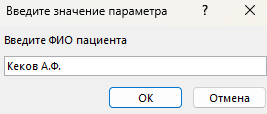 Введите значение параметра ? ×
Введите ФИО пациента
Кеков А.Ф.
ОК Отмена